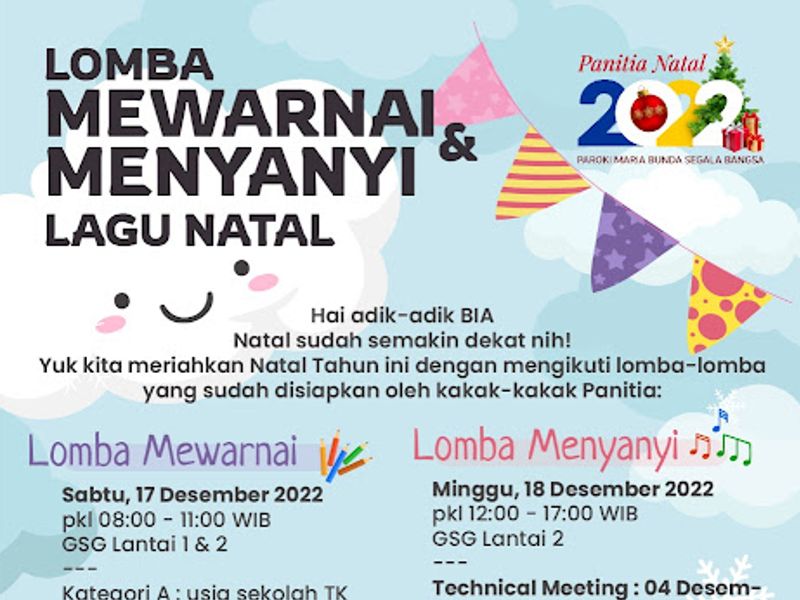 LOMBA
MEWARNAI &
MENYANYI
LAGU NATAL
Panitia Natal
2022
PAROKI MARIA BUNDA SEGALA BANGSA
Hai adik-adik BIA
Natal sudah semakin dekat nih!
Yuk kita meriahkan Natal Tahun ini dengan mengikuti lomba-lomba
yang sudah disiapkan oleh kakak-kakak Panitia:
Lomba Mewarnai
Sabtu, 17 Desember 2022
pkl 08:00 - 11:00 WIB
GSG Lantai 1 & 2
---
Kategori A : usia sekolah TK
Lomba Menyanyi
Minggu, 18 Desember 2022
pkl 12:00 - 17:00 WIB
GSG Lantai 2
---
Technical Meeting : 04 Desem-